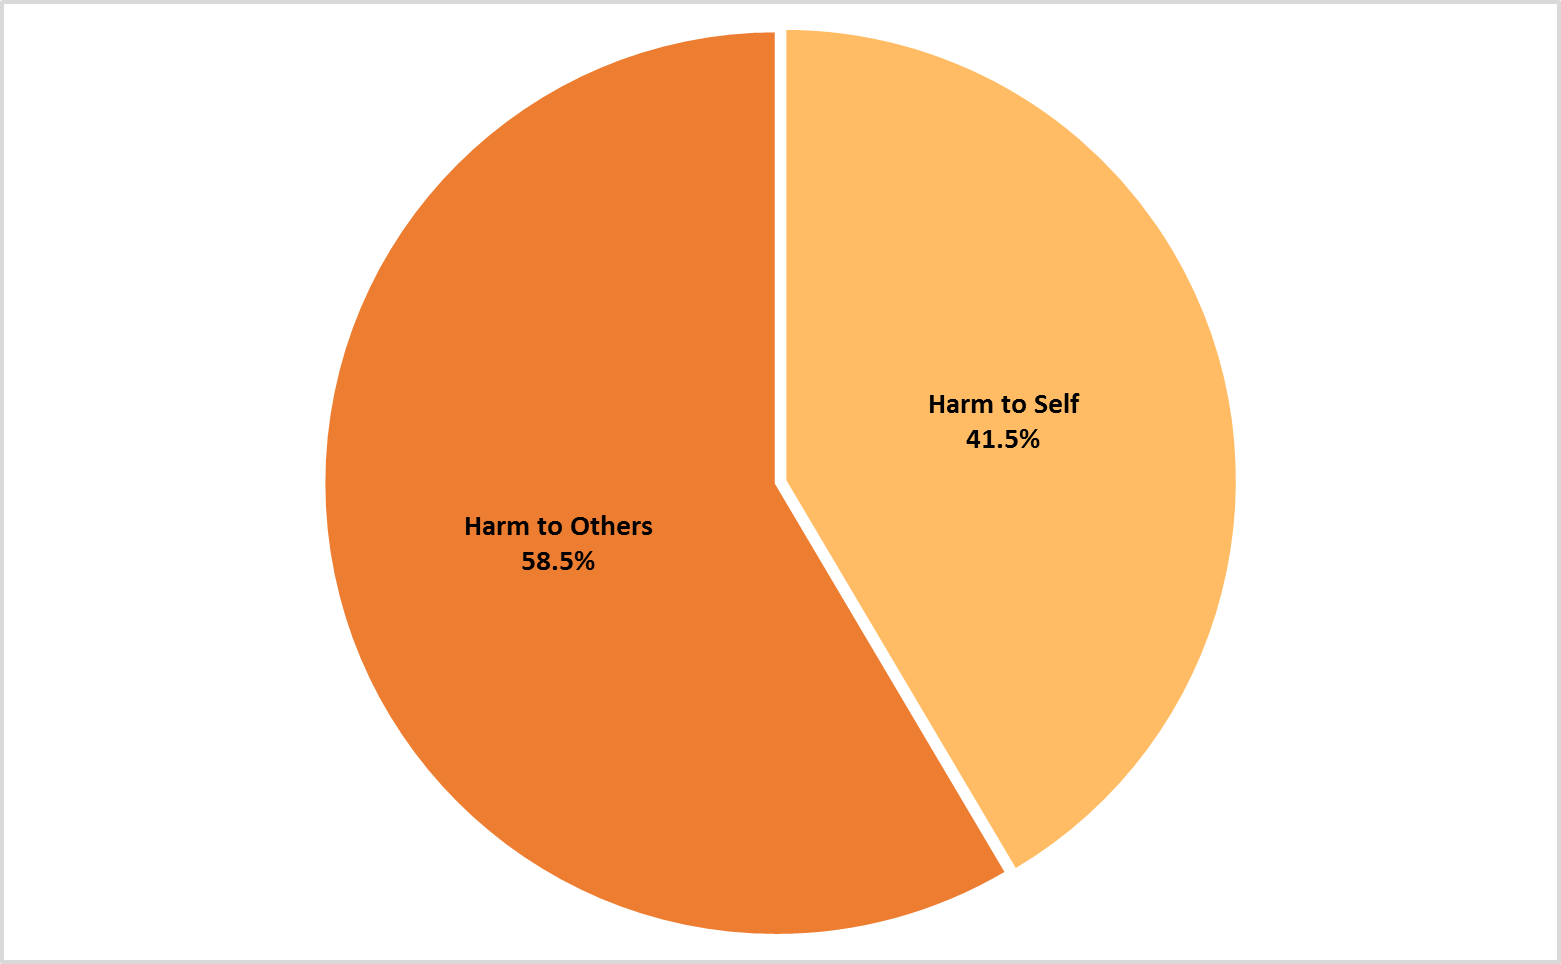 Harm to Self
41.5%
Harm to Others
58.5%